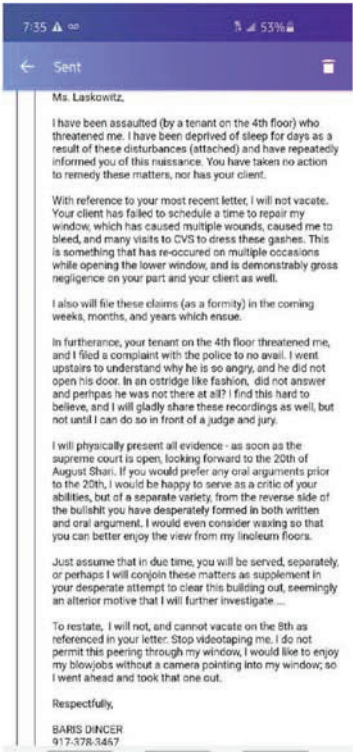 7:35
53%
Sent
Ms. Laskowitz,
I have been assaulted (by a tenant on the 4th floor) who
threatened me. I have been deprived of sleep for days as a
result of these disturbances (attached) and have repeatedly
informed you of this nuissance. You have taken no action
to remedy these matters, nor has your client.
With reference to your most recent letter, I will not vacate.
Your client has failed to schedule a time to repair my
window, which has caused multiple wounds, caused me to
bleed, and many visits to CVS to dress these gashes. This
is something that has re-occured on multiple occasions
while opening the lower window, and is demonstrably gross
negligence on your part and your client as well.
I also will file these claims (as a formity) in the coming
weeks, months, and years which ensue.
In furtherance, your tenant on the 4th floor threatened me,
and I filed a complaint with the police to no avail. I went
upstairs to understand why he is so angry, and he did not
open his door. In an ostridge like fashion, did not answer
and perhpas he was not there at all? I find this hard to
believe, and I will gladly share these recordings as well, but
not until I can do so in front of a judge and jury.
I will physically present all evidence - as soon as the
supreme court is open, looking forward to the 20th of
August Shari. If you would prefer any oral arguments prior
to the 20th, I would be happy to serve as a critic of your
abilities, but of a separate variety, from the reverse side of
the bullshit you have desperately formed in both written
and oral argument. I would even consider waxing so that
you can better enjoy the view from my linoleum floors.
Just assume that in due time, you will be served, separately,
or perhaps I will conjoin these matters as supplement in
your desperate attempt to clear this building out, seemingly
an alterior motive that I will further investigate....
To restate, I will not, and cannot vacate on the 8th as
referenced in your letter. Stop videotaping me. I do not
permit this peering through my window, I would like to enjoy
my blowjobs without a camera pointing into my window; so
I went ahead and took that one out.
Respectfully,
BARIS DINCER
917-378-3467